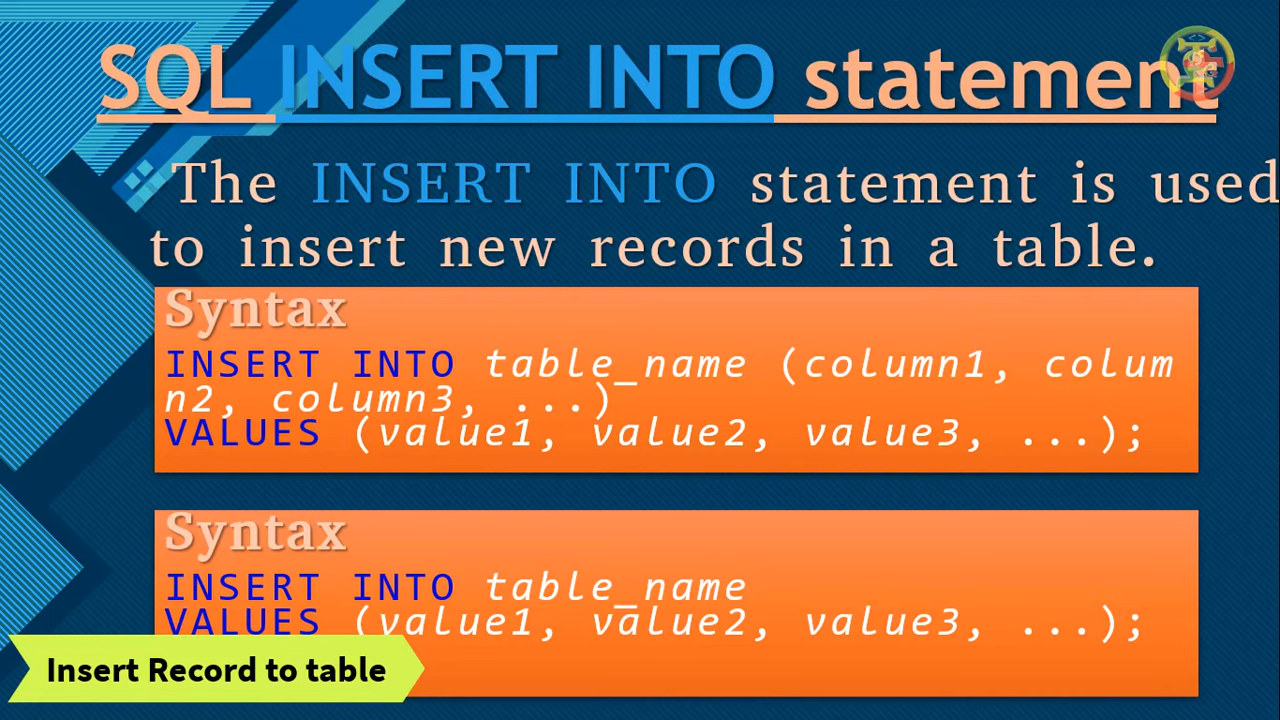 SQL INSERT INTO statement
The INSERT INTO statement is used
to insert new records in a table.
Syntax
INSERT INTO table_name (column1, colum
n2, column3, ...)
VALUES (value1, value2, value3, ...);
Syntax
INSERT INTO table_name
VALUES (value1, value2, value3, ...);
Insert Record to table